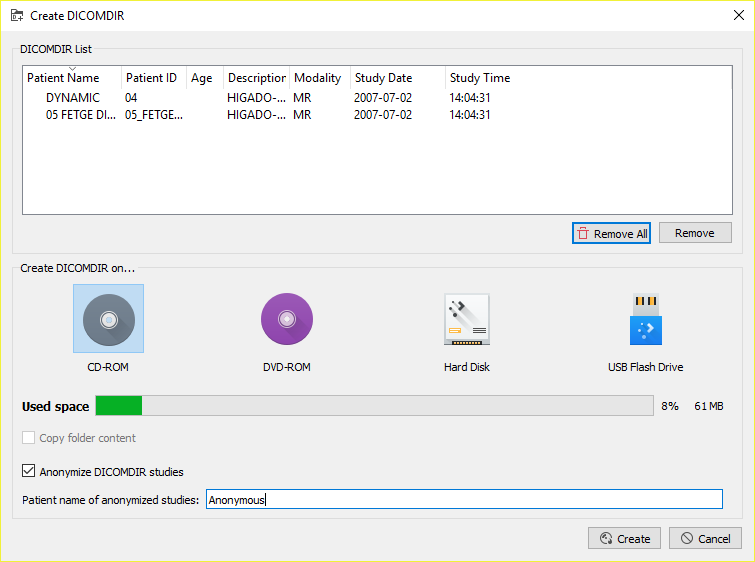 Create DICOMDIR
DICOMDIR List
Patient Name Patient ID Age Description Modality Study Date Study Time
DYNAMIC 04 HIGADO-... MR 2007-07-02 14:04:31
05 FETGE DI... 05_FETGE... HIGADO-... MR 2007-07-02 14:04:31
Remove All Remove
Create DICOMDIR on...
CD-ROM DVD-ROM Hard Disk USB Flash Drive
Used space 8% 61 MB
Copy folder content
Anonymize DICOMDIR studies
Patient name of anonymized studies: Anonymous
Create Cancel